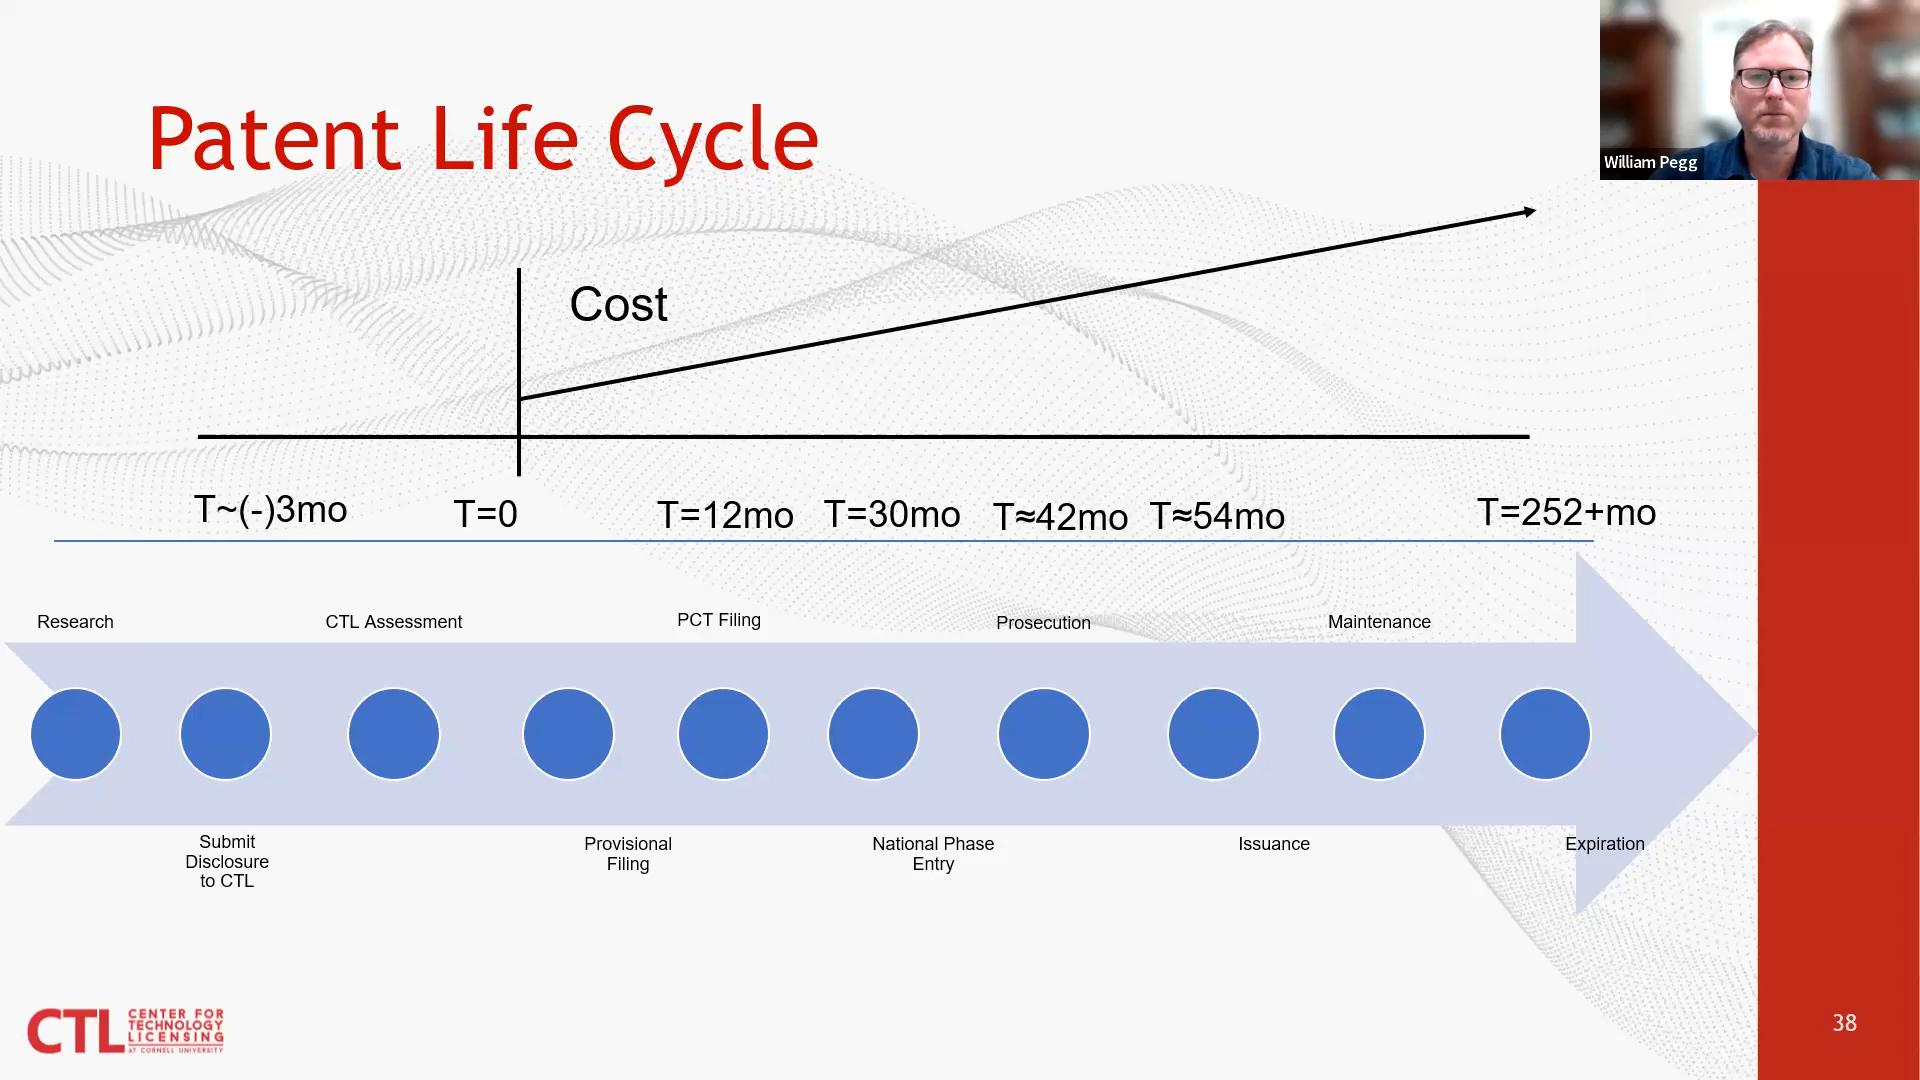 Patent Life Cycle
William Pegg
Cost
T~(-)3mo
T=0
T=12mo
T=30mo
T≈42mo
T≈54mo
T=252+mo
Research
CTL Assessment
PCT Filing
Prosecution
Maintenance
Submit
Disclosure
to CTL
Provisional
Filing
National Phase
Entry
Issuance
Expiration
CTL
CENTER FOR
TECHNOLOGY
LICENSING
AT CORNELL UNIVERSITY
38